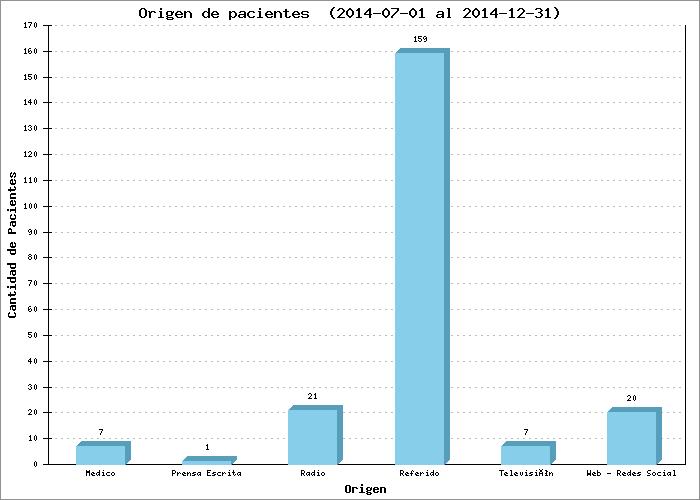 Origen de pacientes  (2014-07-01 al 2014-12-31)
170
160
150
140
130
120
110
100
90
80
70
60
50
40
30
20
10
0
Cantidad de Pacientes
7
1
21
159
7
20
Medico
Prensa Escrita
Radio
Referido
TelevisiÃ³n
Web - Redes Social
Origen